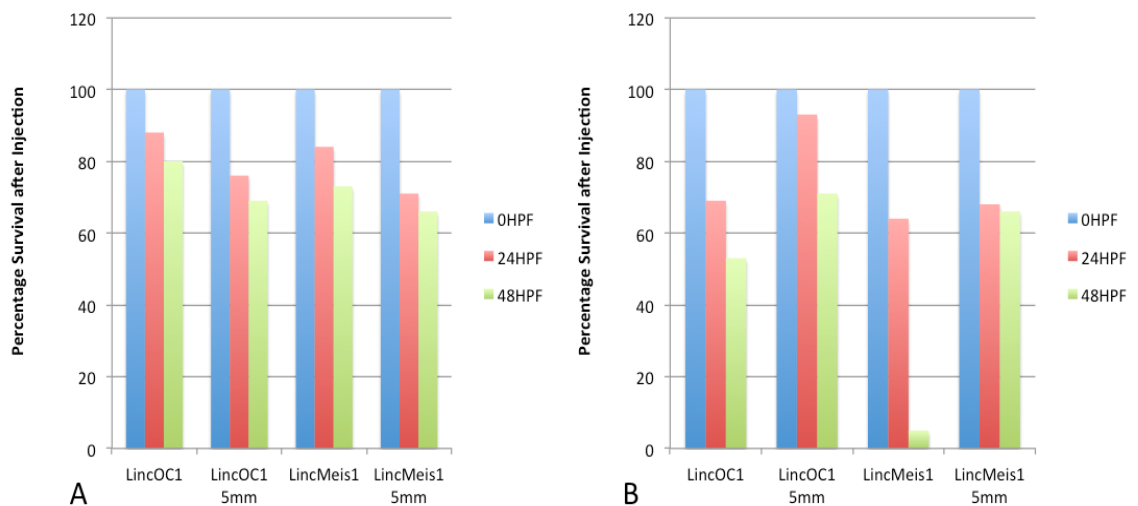 Percentage Survival after Injection
120
100
80
60
40
20
0
LincOC1
LincOC1
5mm
LincMeis1
LincMeis1
5mm
0HPF
24HPF
48HPF
A
Percentage Survival after Injection
120
100
80
60
40
20
0
LincOC1
LincOC1
5mm
LincMeis1
LincMeis1
5mm
0HPF
24HPF
48HPF
B